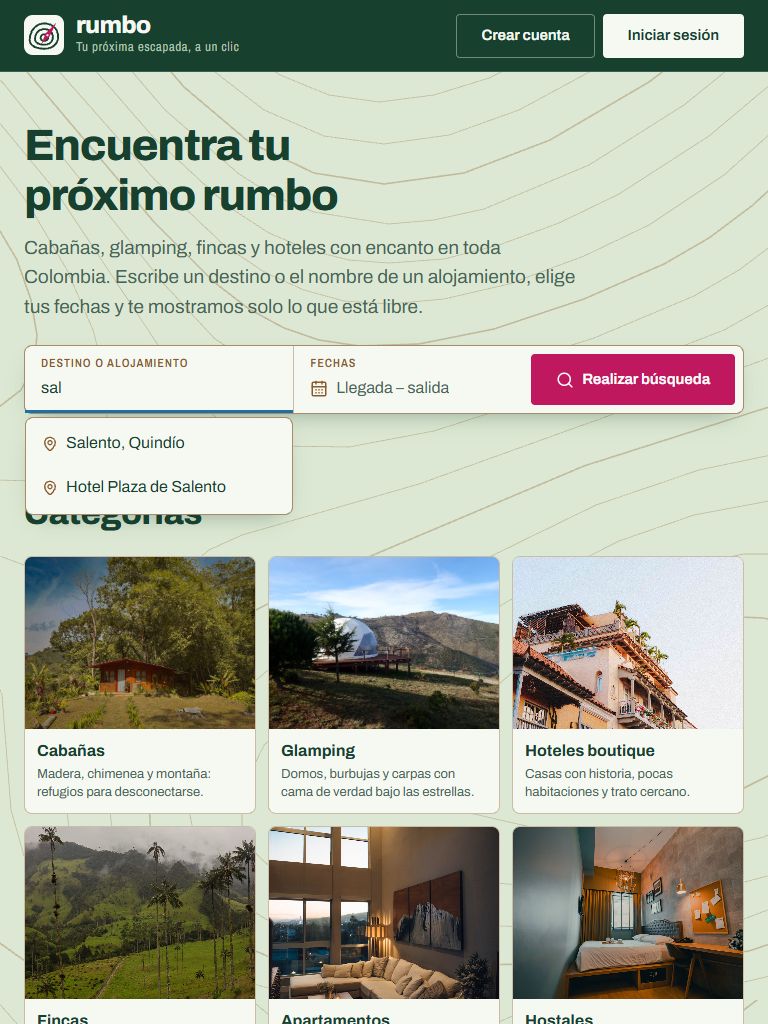 rumbo
Tu próxima escapada, a un clic
Crear cuenta
Iniciar sesión
Encuentra tu
próximo rumbo
Cabañas, glamping, fincas y hoteles con encanto en toda
Colombia. Escribe un destino o el nombre de un alojamiento, elige
tus fechas y te mostramos solo lo que está libre.
DESTINO O ALOJAMIENTO
sal
FECHAS
Llegada – salida
Realizar búsqueda
Salento, Quindío
Hotel Plaza de Salento
Categorías
Cabañas
Madera, chimenea y montaña:
refugios para desconectarse.
Glamping
Domos, burbujas y carpas con
cama de verdad bajo las estrellas.
Hoteles boutique
Casas con historia, pocas
habitaciones y trato cercano.
Fincas
Apartamentos
Hostales